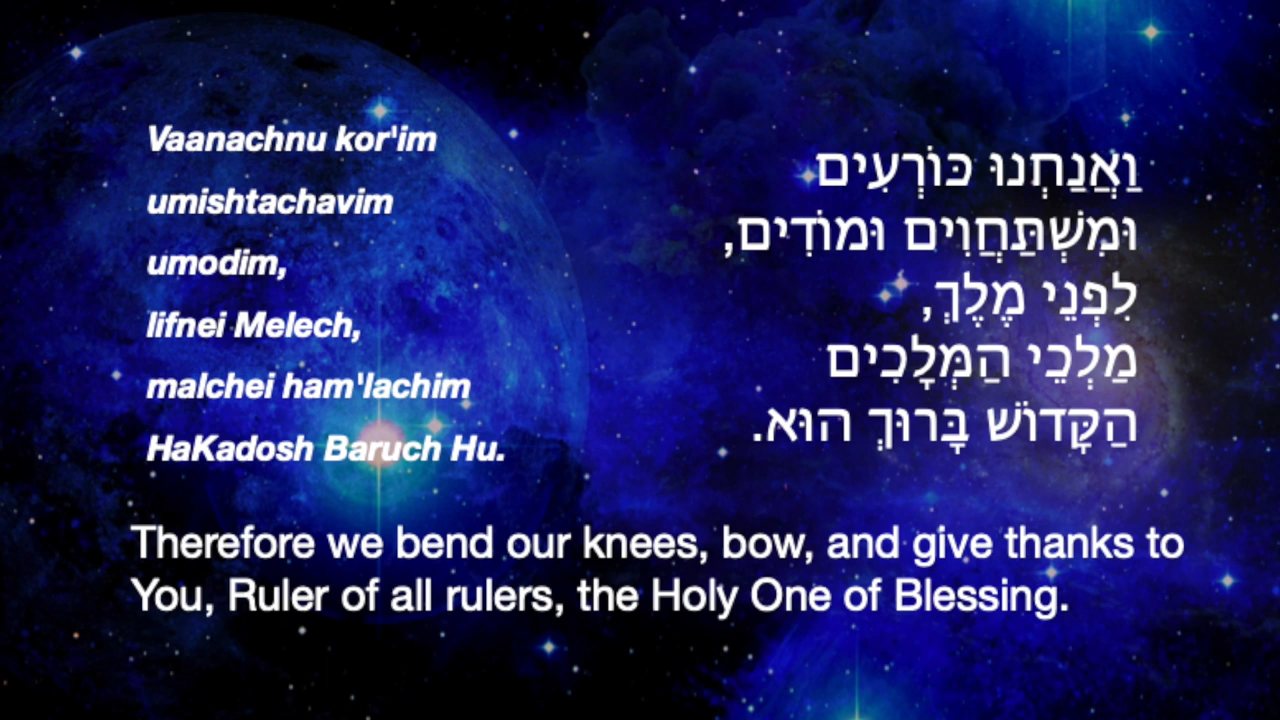 Vaanachnu kor'im
umishtachavim
umodim,
lifnei Melech,
malchei ham'lachim
HaKadosh Baruch Hu.
וַאֲנַחְנוּ כּוֹרְעִים
וּמִשְׁתַּחֲוִים וּמוֹדִים,
לִפְנֵי מֶלֶךְ,
מַלְכֵי הַמְּלָכִים
הַקָּדוֹשׁ בָּרוּךְ הוּא.
Therefore we bend our knees, bow, and give thanks to
You, Ruler of all rulers, the Holy One of Blessing.